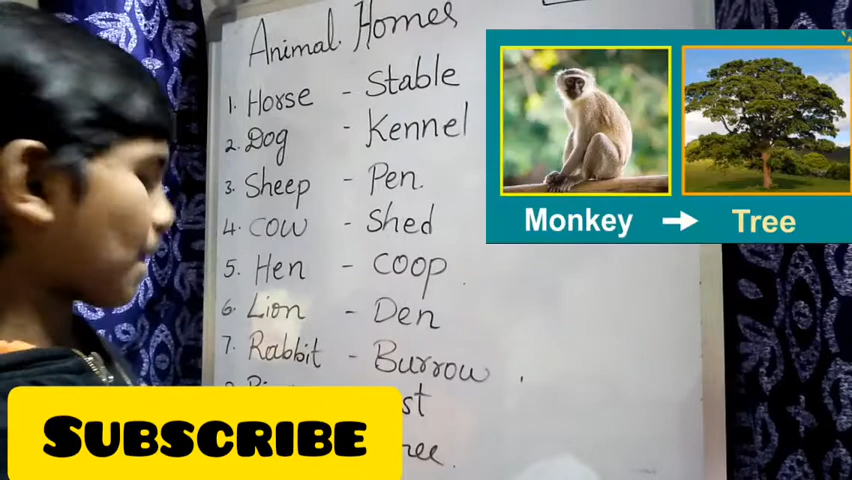 Animal Homes
1. Horse - Stable
2. Dog - Kennel
3. Sheep - Pen.
4. Cow - Shed
5. Hen - Coop
6. Lion - Den
7. Rabbit - Burrow
Monkey → Tree
SUBSCRIBE